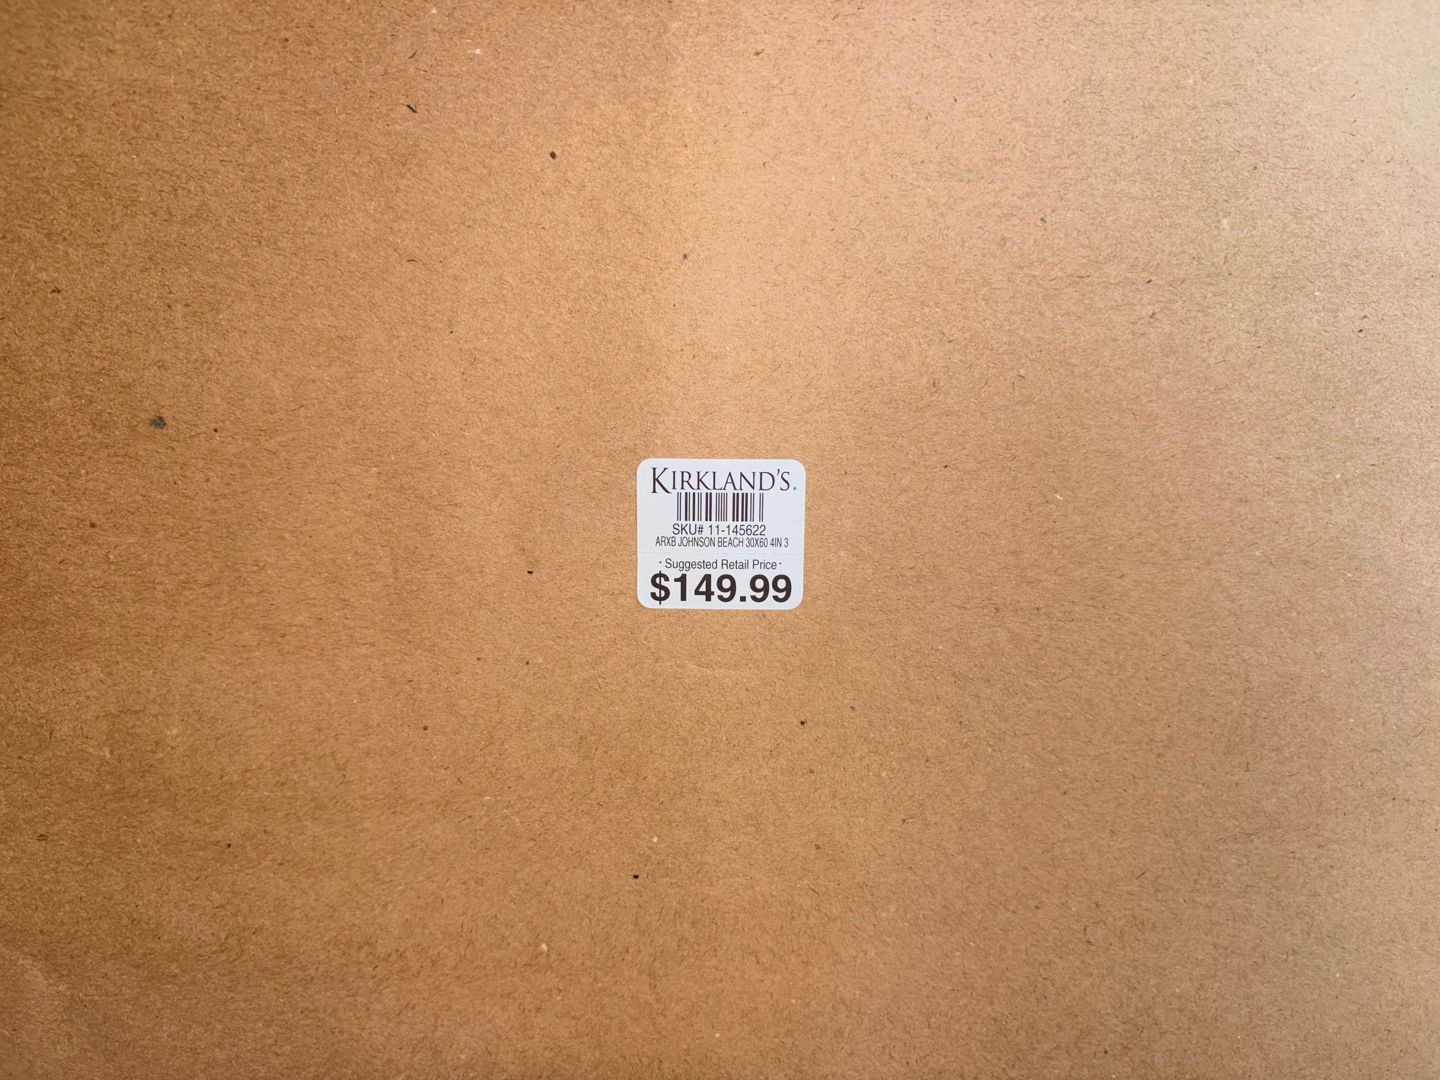 KIRKLAND'S.
SKU# 11-145622
ARXB JOHNSON BEACH 30X60 4IN 3
· Suggested Retail Price ·
$149.99